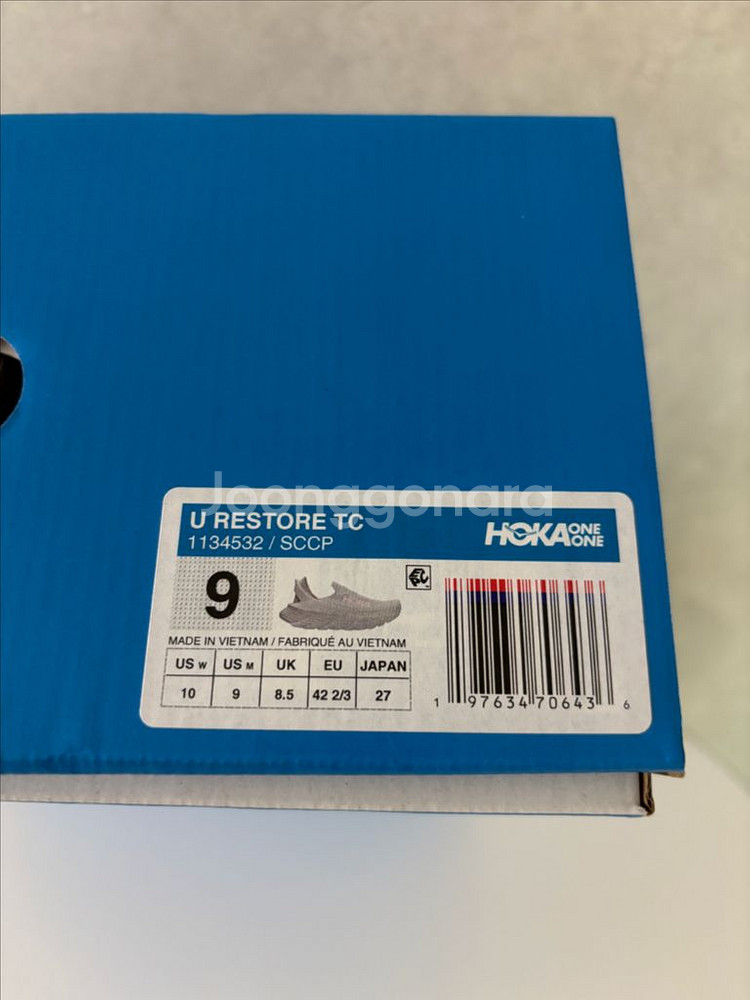 Joonggonara
U RESTORE TC
1134532 / SCCP
HOKA ONE ONE
9
MADE IN VIETNAM / FABRIQUÉ AU VIETNAM
US W US M UK EU JAPAN
10 9 8.5 42 2/3 27
1 97634 70643 6